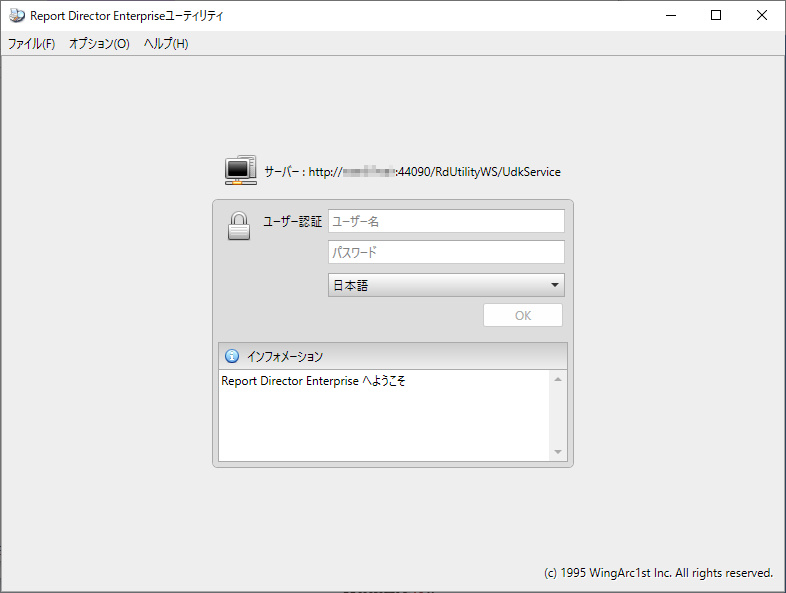 Report Director Enterpriseユーティリティ
ファイル(F) オプション(O) ヘルプ(H)
サーバー : http:// :44090/RdUtilityWS/UdkService
ユーザー認証 ユーザー名
パスワード
日本語
OK
インフォメーション
Report Director Enterprise へようこそ
(c) 1995 WingArc1st Inc. All rights reserved.